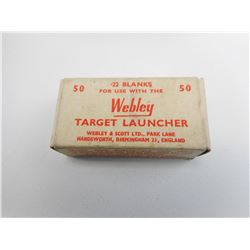 50 .22 BLANKS 50
FOR USE WITH THE
Webley
TARGET LAUNCHER
WEBLEY & SCOTT LTD., PARK LANE
HANDSWORTH, BIRMINGHAM 21, ENGLAND